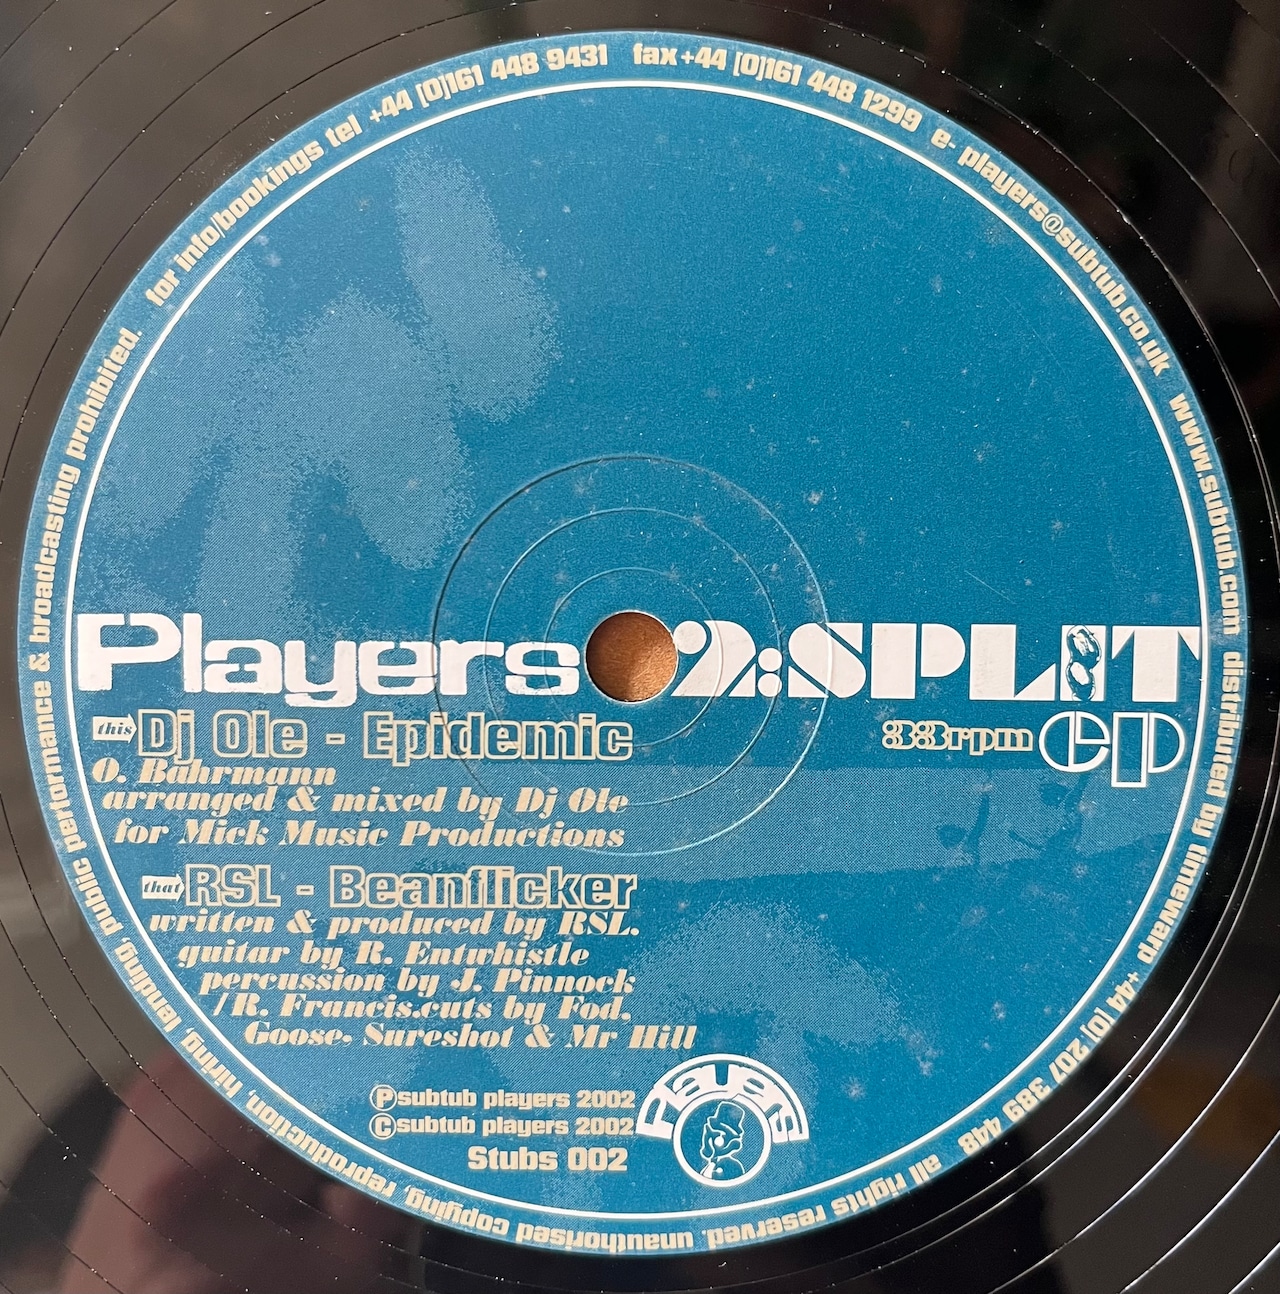 for info/bookings tel +44 [0]161 448 9431 fax +44 [0]161 448 1299 e- players@subtub.co.uk www.subtub.com distributed by timewarp +44 [0] 207 389 448 all rights reserved. unauthorised copying, reproduction, hiring, lending, public performance & broadcasting prohibited.
Players 2:SPLIT
ep
33rpm
this Dj Ole - Epidemic
O. Bahrmann
arranged & mixed by Dj Ole
for Mick Music Productions
that RSL - Beanflicker
written & produced by RSL.
guitar by R. Entwhistle
percussion by J. Pinnock
/R. Francis.cuts by Fod,
Goose, Sureshot & Mr Hill
Ⓟsubtub players 2002
Ⓒsubtub players 2002
Stubs 002
Players